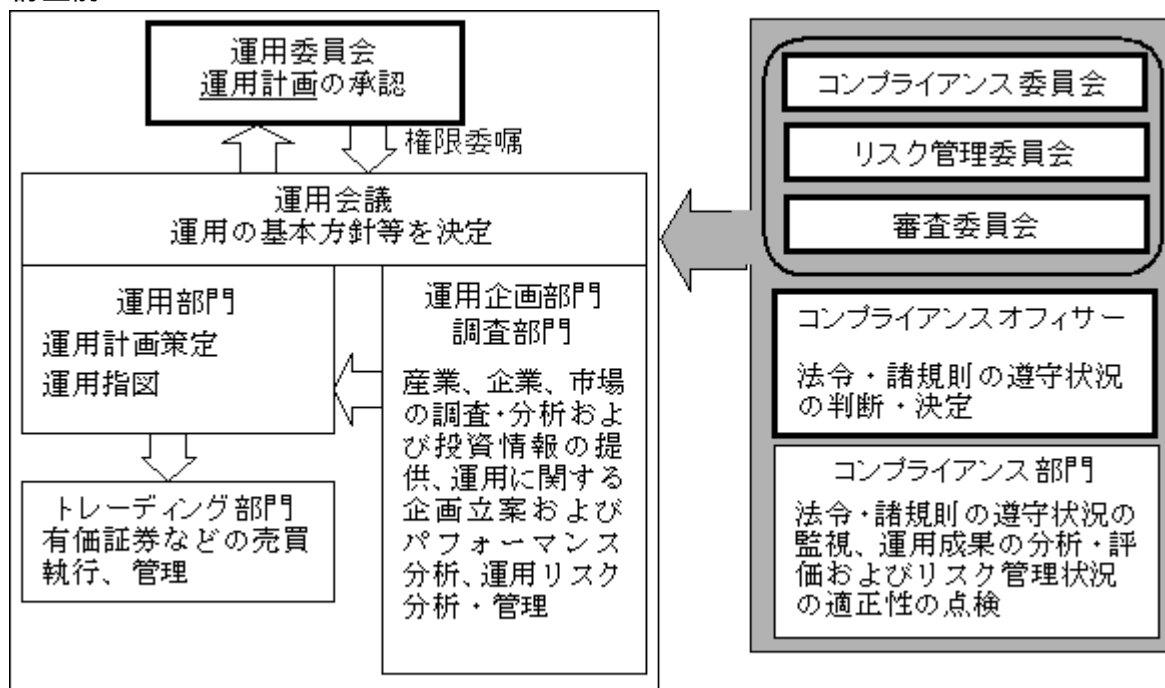 運用委員会
運用計画の承認
権限委嘱
運用会議
運用の基本方針等を決定
運用部門
運用計画策定
運用指図
運用企画部門
調査部門
産業、企業、市場
の調査・分析およ
び投資情報の提
供、運用に関する
企画立案および
パフォーマンス
分析、運用リスク
分析・管理
トレーディング部門
有価証券などの売買
執行、管理
コンプライアンス委員会
リスク管理委員会
審査委員会
コンプライアンスオフィサー
法令・諸規則の遵守状況
の判断・決定
コンプライアンス部門
法令・諸規則の遵守状況の
監視、運用成果の分析・評
価およびリスク管理状況
の適正性の点検